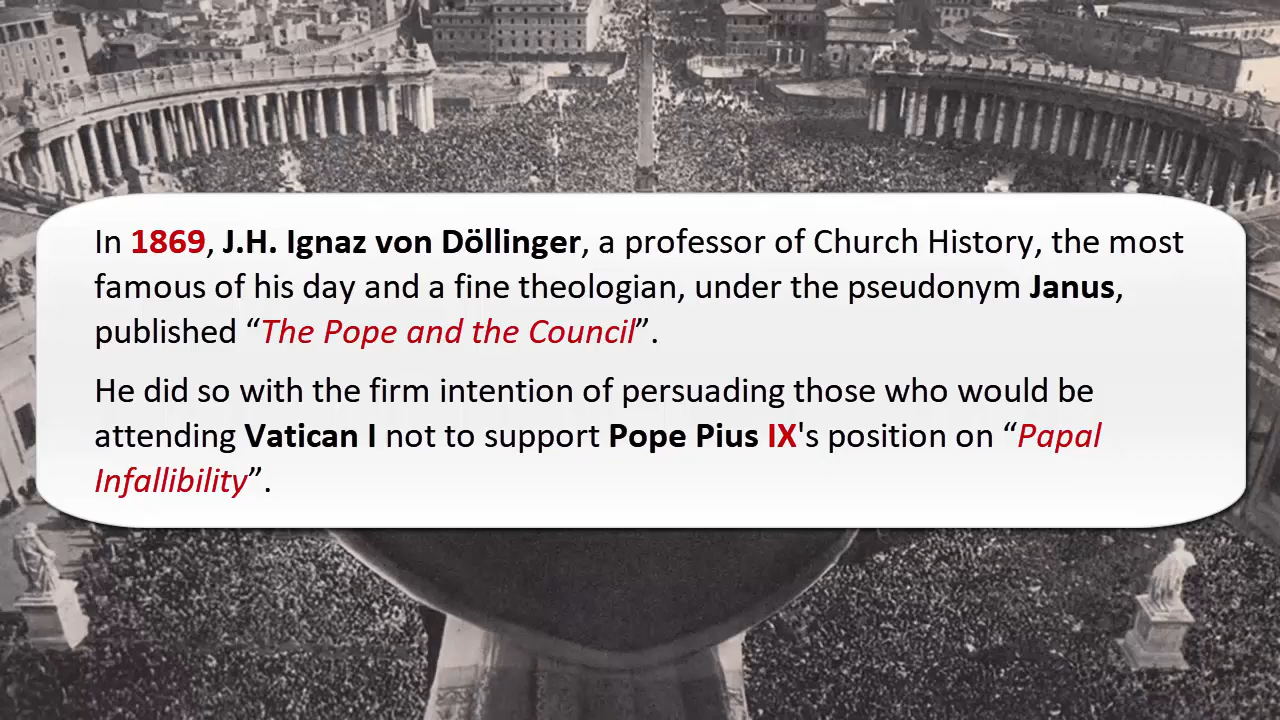 In 1869, J.H. Ignaz von Döllinger, a professor of Church History, the most
famous of his day and a fine theologian, under the pseudonym Janus,
published “The Pope and the Council”.
He did so with the firm intention of persuading those who would be
attending Vatican I not to support Pope Pius IX's position on “Papal
Infallibility”.